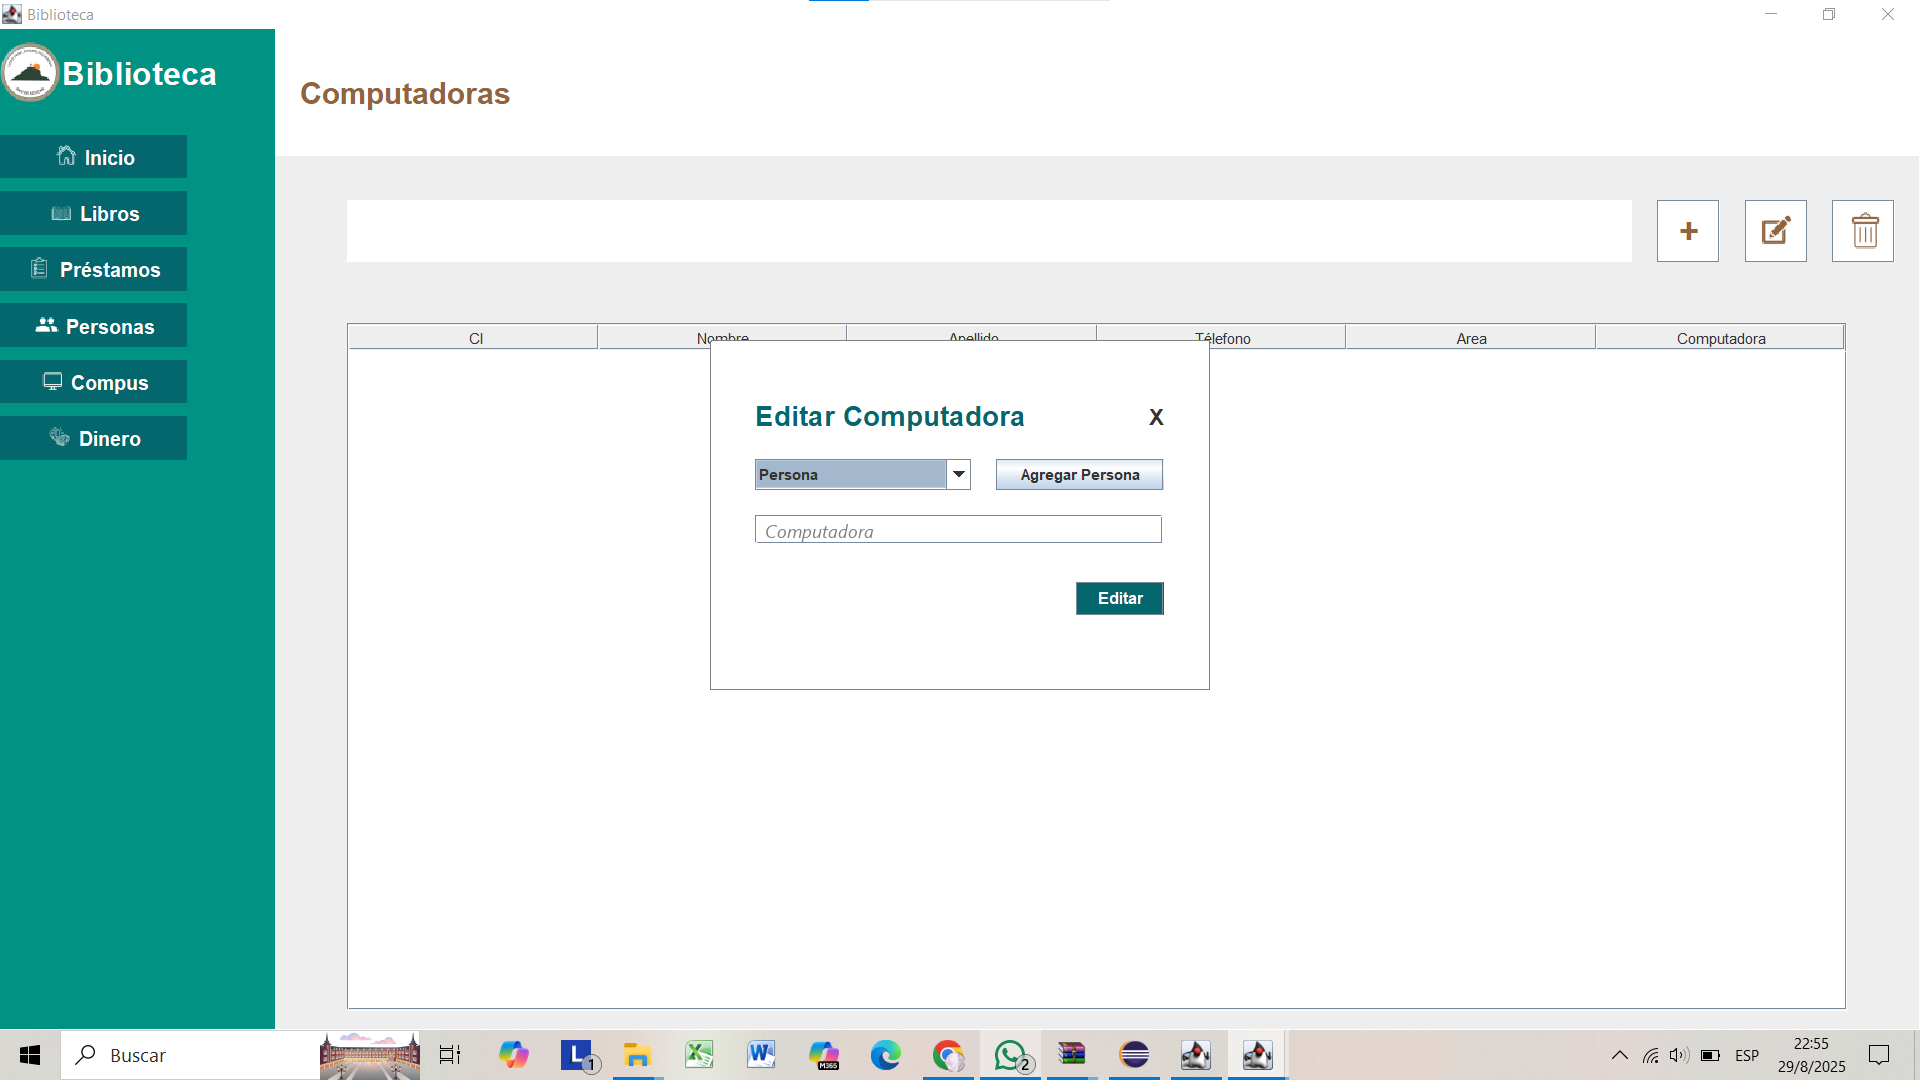 Biblioteca
Biblioteca
Computadoras
Inicio
Libros
Préstamos
Personas
Compus
Dinero
+
CI Nombre Apellido Télefono Area Computadora
Editar Computadora X
Persona Agregar Persona
Computadora
Editar
Buscar
L 1
M365
2
ESP
22:55
29/8/2025